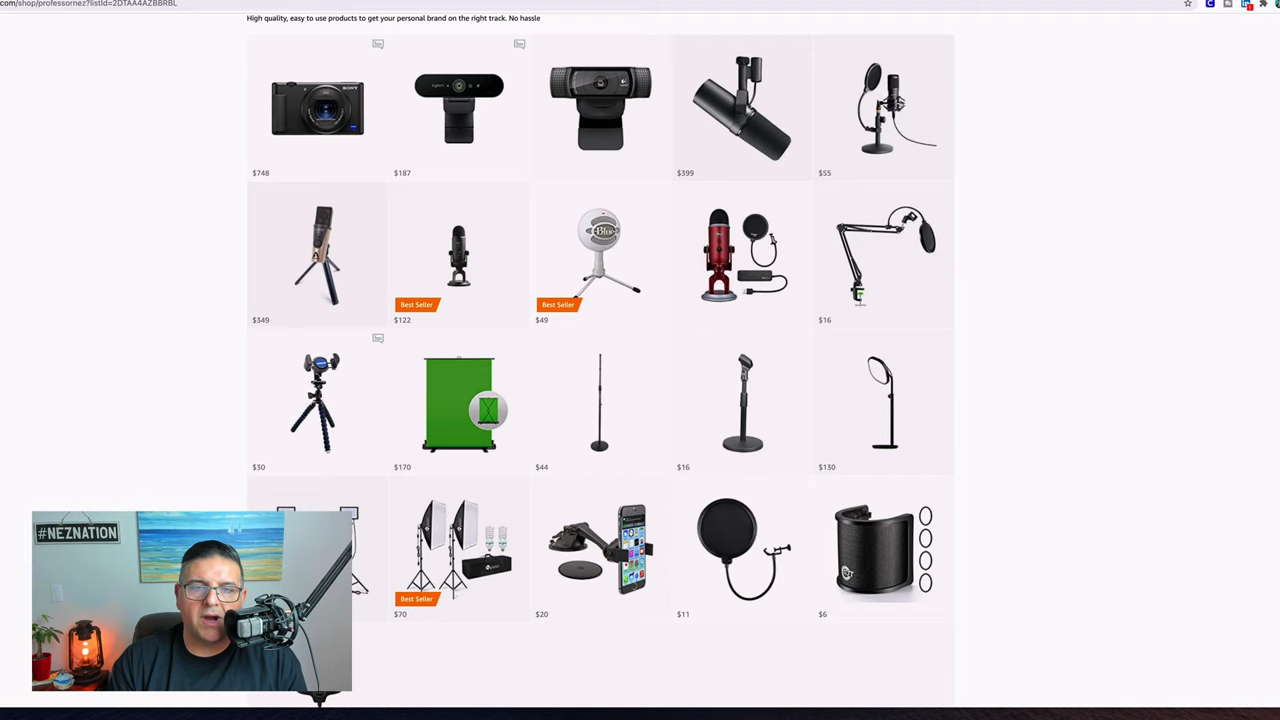 com/shop/professornez?listId=2DTAA4AZBBRBL
High quality, easy to use products to get your personal brand on the right track. No hassle
SONY
$748
$187
$399
$55
$349
Best Seller
$122
Blue
Best Seller
$49
$16
$30
$170
$44
$16
$130
Best Seller
$70
$20
$11
$6
#NEZNATION